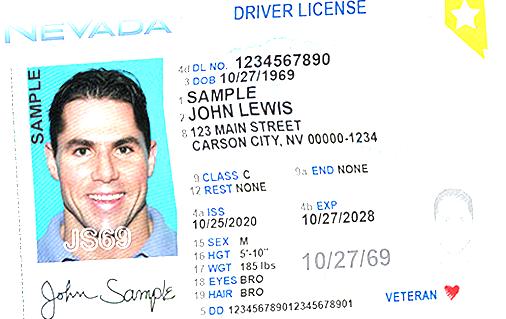 NEVADA
DRIVER LICENSE
SAMPLE
4d DL NO. 1234567890
3 DOB 10/27/1969
1 SAMPLE
2 JOHN LEWIS
8 123 MAIN STREET
CARSON CITY, NV 00000-1234
9 CLASS C 9a END NONE
12 REST NONE
4a ISS 4b EXP
10/25/2020 10/27/2028
15 SEX M
16 HGT 5'-10"
17 WGT 185 lbs
18 EYES BRO
19 HAIR BRO
5 DD 12345678901234578901
10/27/69
VETERAN
JS69
John Sample